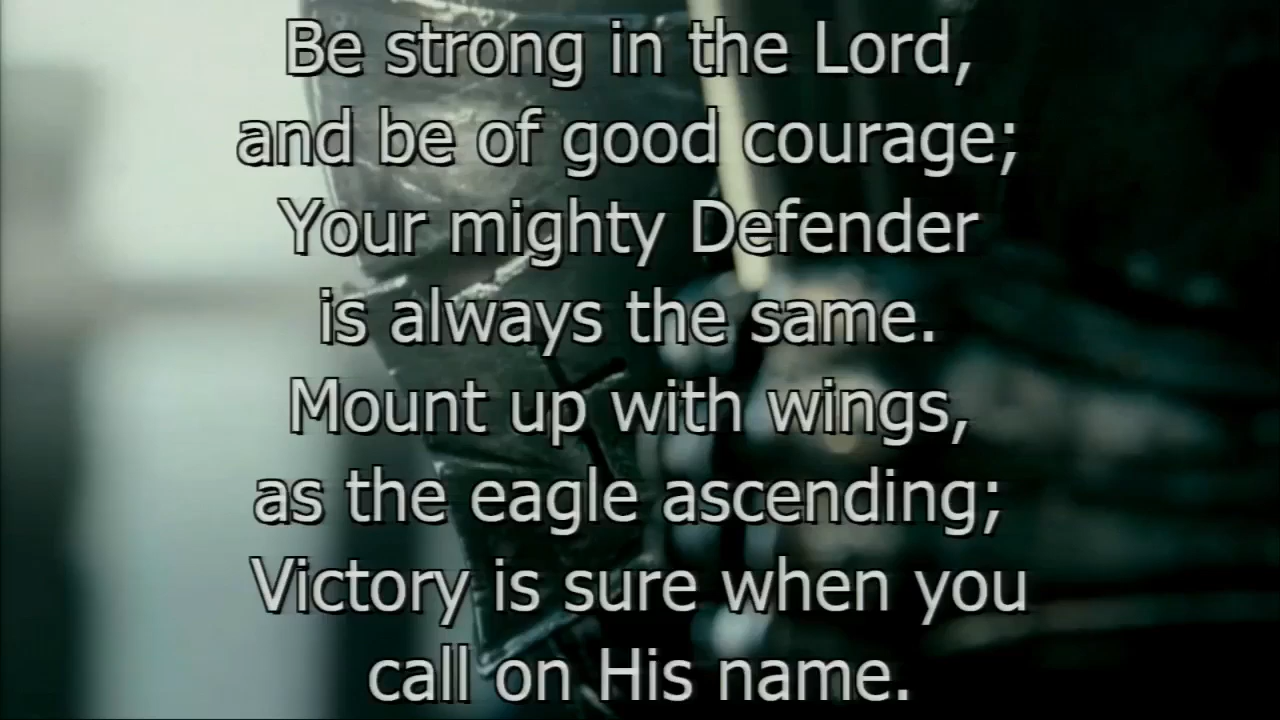 Be strong in the Lord,
and be of good courage;
Your mighty Defender
is always the same.
Mount up with wings,
as the eagle ascending;
Victory is sure when you
call on His name.